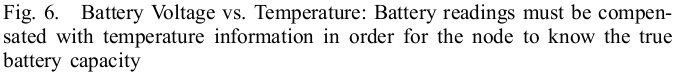 Fig. 6. Battery Voltage vs. Temperature: Battery readings must be compen-
sated with temperature information in order for the node to know the true
battery capacity